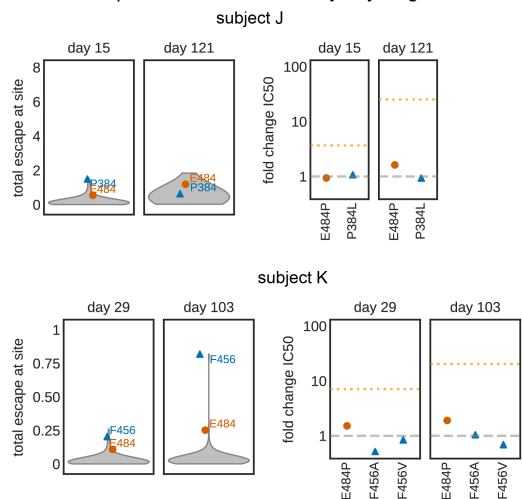 subject J
day 15
day 121
day 15
day 121
total escape at site
8
6
4
2
0
P384
E484
E484
P384
fold change IC50
100
10
1
E484P
P384L
E484P
P384L
subject K
day 29
day 103
day 29
day 103
total escape at site
1
0.75
0.50
0.25
0
F456
E484
F456
E484
fold change IC50
100
10
1
E484P
F456A
F456V
E484P
F456A
F456V